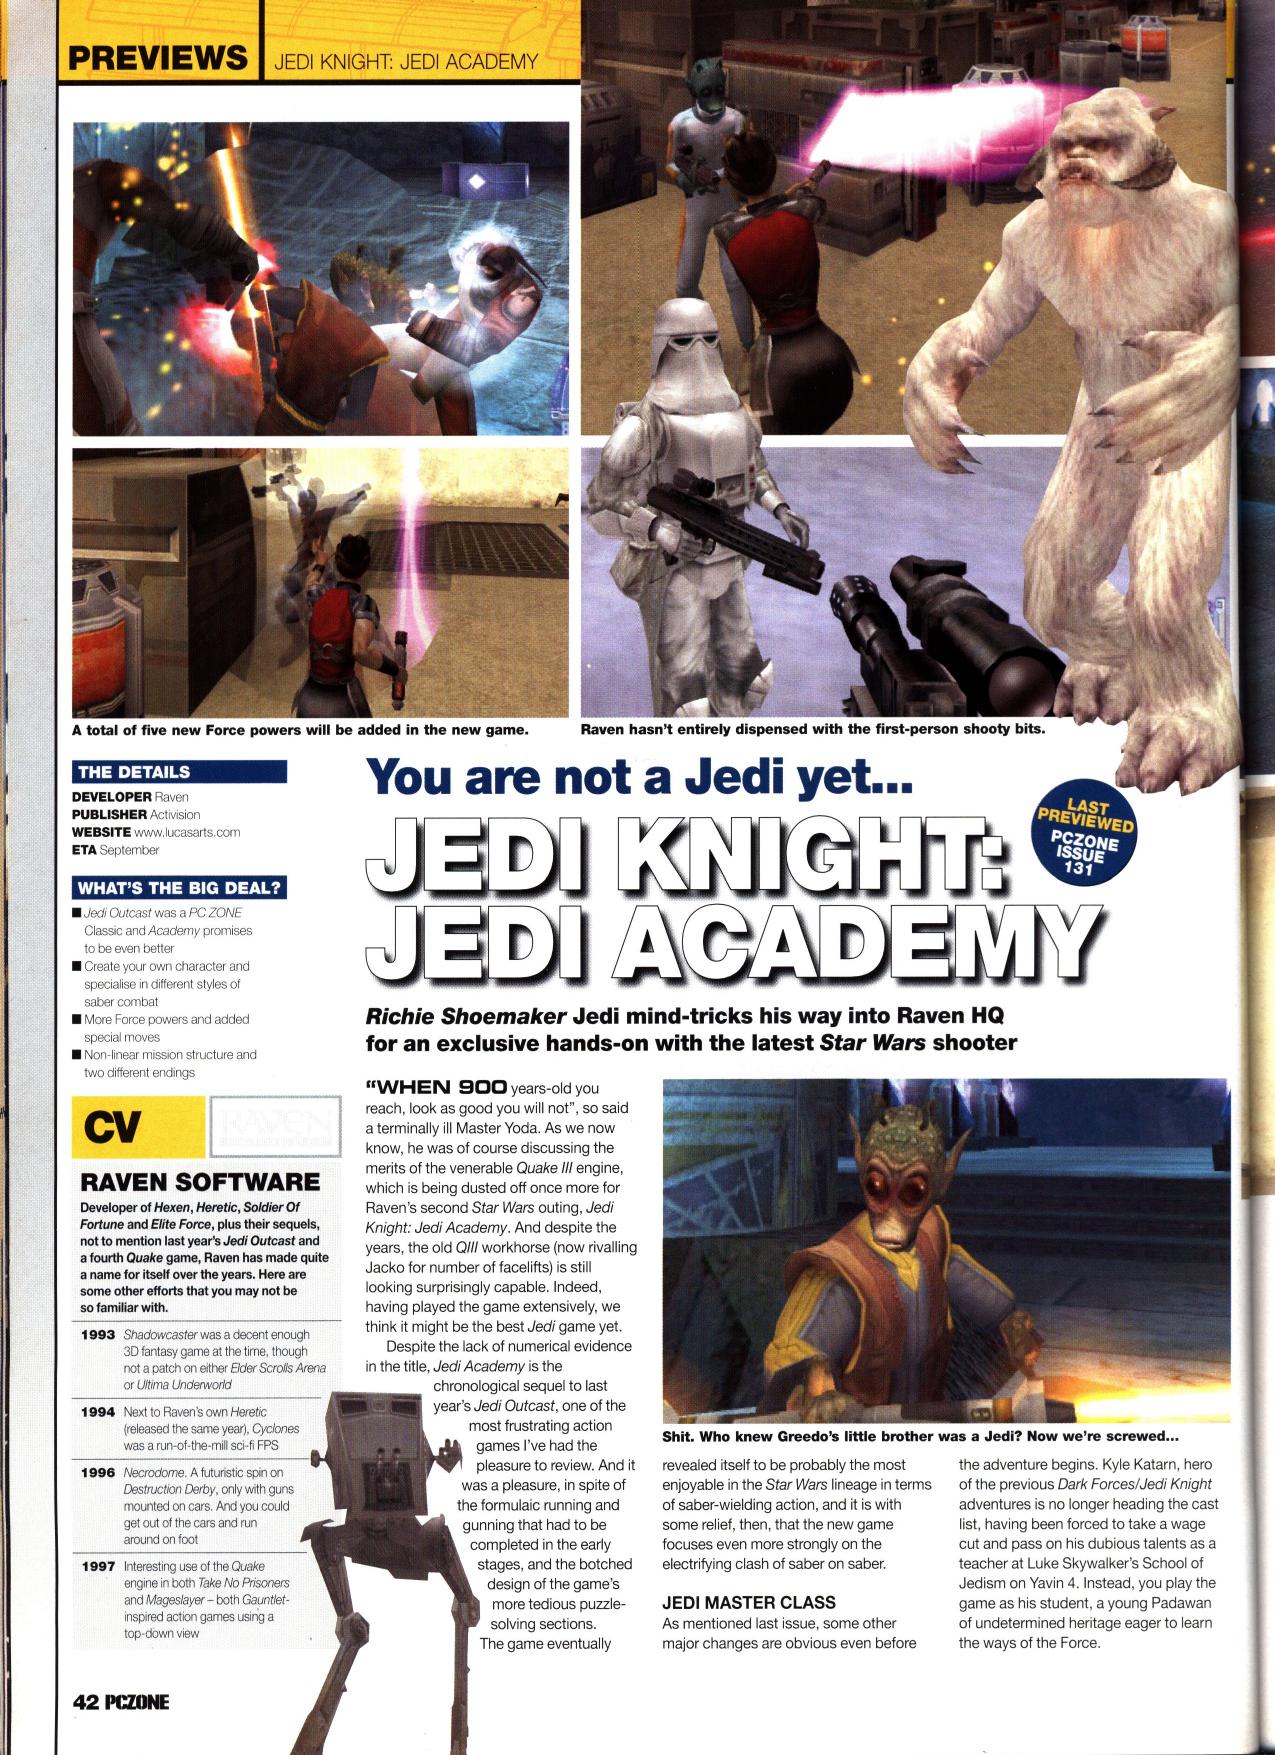 PREVIEWS
JEDI KNIGHT: JEDI ACADEMY
A total of five new Force powers will be added in the new game.
Raven hasn't entirely dispensed with the first-person shooty bits.
THE DETAILS
DEVELOPER Raven
PUBLISHER Activision
WEBSITE www.lucasarts.com
ETA September
WHAT'S THE BIG DEAL?
■ Jedi Outcast was a PC ZONE
Classic and Academy promises
to be even better
■ Create your own character and
specialise in different styles of
saber combat
■ More Force powers and added
special moves
■ Non-linear mission structure and
two different endings
CV
RAVEN
RAVEN SOFTWARE
Developer of Hexen, Heretic, Soldier Of
Fortune and Elite Force, plus their sequels,
not to mention last year's Jedi Outcast and
a fourth Quake game, Raven has made quite
a name for itself over the years. Here are
some other efforts that you may not be
so familiar with.
1993 Shadowcaster was a decent enough
3D fantasy game at the time, though
not a patch on either Elder Scrolls Arena
or Ultima Underworld
1994 Next to Raven's own Heretic
(released the same year), Cyclones
was a run-of-the-mill sci-fi FPS
1996 Necrodome. A futuristic spin on
Destruction Derby, only with guns
mounted on cars. And you could
get out of the cars and run
around on foot
1997 Interesting use of the Quake
engine in both Take No Prisoners
and Mageslayer – both Gauntlet-
inspired action games using a
top-down view
You are not a Jedi yet...
JEDI KNIGHT:
JEDI ACADEMY
LAST
PREVIEWED
PCZONE
ISSUE
131
Richie Shoemaker Jedi mind-tricks his way into Raven HQ
for an exclusive hands-on with the latest Star Wars shooter
"WHEN 900 years-old you
reach, look as good you will not", so said
a terminally ill Master Yoda. As we now
know, he was of course discussing the
merits of the venerable Quake III engine,
which is being dusted off once more for
Raven's second Star Wars outing, Jedi
Knight: Jedi Academy. And despite the
years, the old QIII workhorse (now rivalling
Jacko for number of facelifts) is still
looking surprisingly capable. Indeed,
having played the game extensively, we
think it might be the best Jedi game yet.
Despite the lack of numerical evidence
in the title, Jedi Academy is the
chronological sequel to last
year's Jedi Outcast, one of the
most frustrating action
games I've had the
pleasure to review. And it
was a pleasure, in spite of
the formulaic running and
gunning that had to be
completed in the early
stages, and the botched
design of the game's
more tedious puzzle-
solving sections.
The game eventually
Shit. Who knew Greedo's little brother was a Jedi? Now we're screwed...
revealed itself to be probably the most
enjoyable in the Star Wars lineage in terms
of saber-wielding action, and it is with
some relief, then, that the new game
focuses even more strongly on the
electrifying clash of saber on saber.
JEDI MASTER CLASS
As mentioned last issue, some other
major changes are obvious even before
the adventure begins. Kyle Katarn, hero
of the previous Dark Forces/Jedi Knight
adventures is no longer heading the cast
list, having been forced to take a wage
cut and pass on his dubious talents as a
teacher at Luke Skywalker's School of
Jedism on Yavin 4. Instead, you play the
game as his student, a young Padawan
of undetermined heritage eager to learn
the ways of the Force.
42 PCZONE